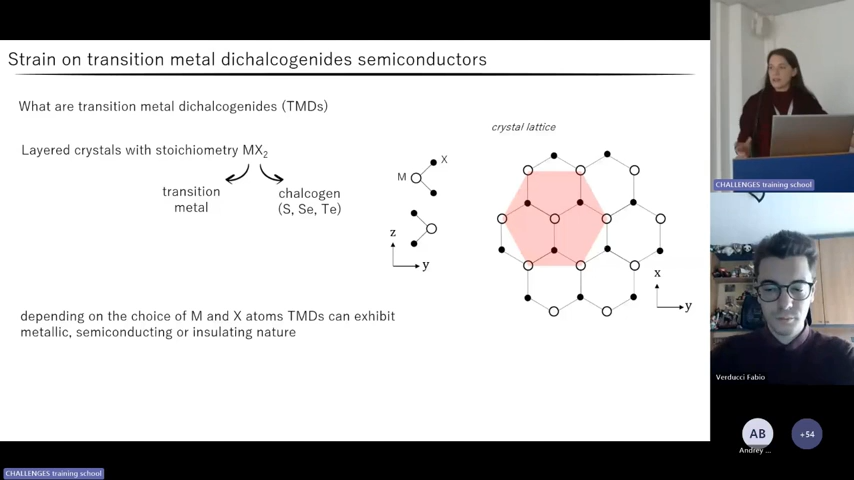 Strain on transition metal dichalcogenides semiconductors
What are transition metal dichalcogenides (TMDs)
Layered crystals with stoichiometry MX₂
transition
metal
chalcogen
(S, Se, Te)
depending on the choice of M and X atoms TMDs can exhibit
metallic, semiconducting or insulating nature
X
M
z
y
crystal lattice
x
y
CHALLENGES training school
Verducci Fabio
AB
Andrey ...
+54
CHALLENGES training school